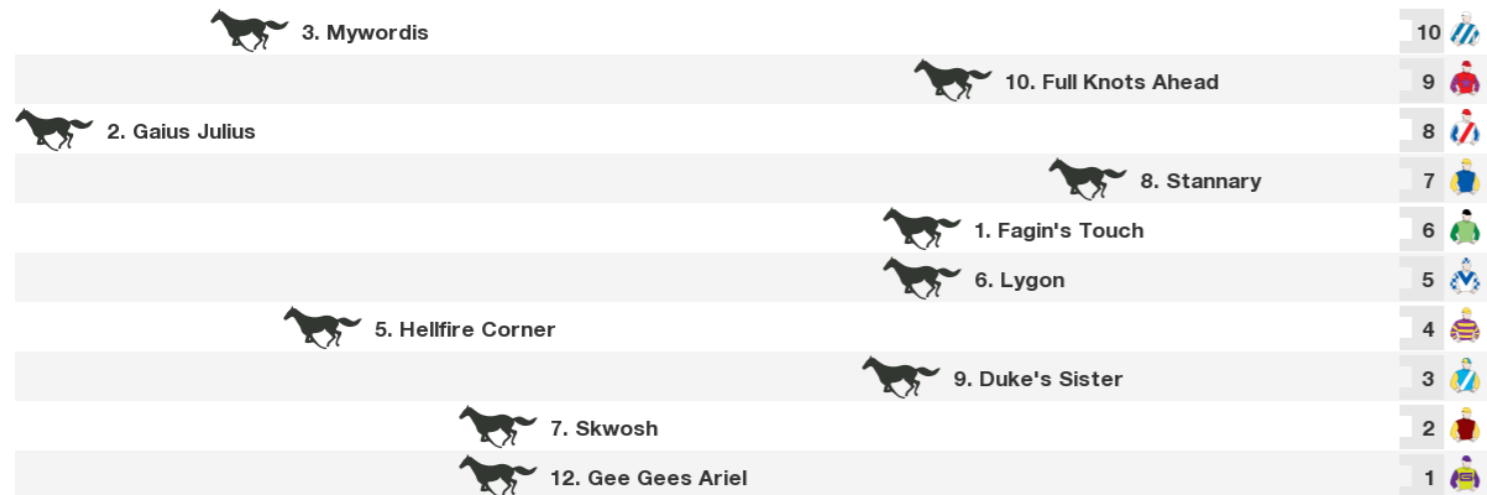 3. Mywordis 10
10. Full Knots Ahead 9
2. Gaius Julius 8
8. Stannary 7
1. Fagin's Touch 6
6. Lygon 5
5. Hellfire Corner 4
9. Duke's Sister 3
7. Skwosh 2
12. Gee Gees Ariel 1